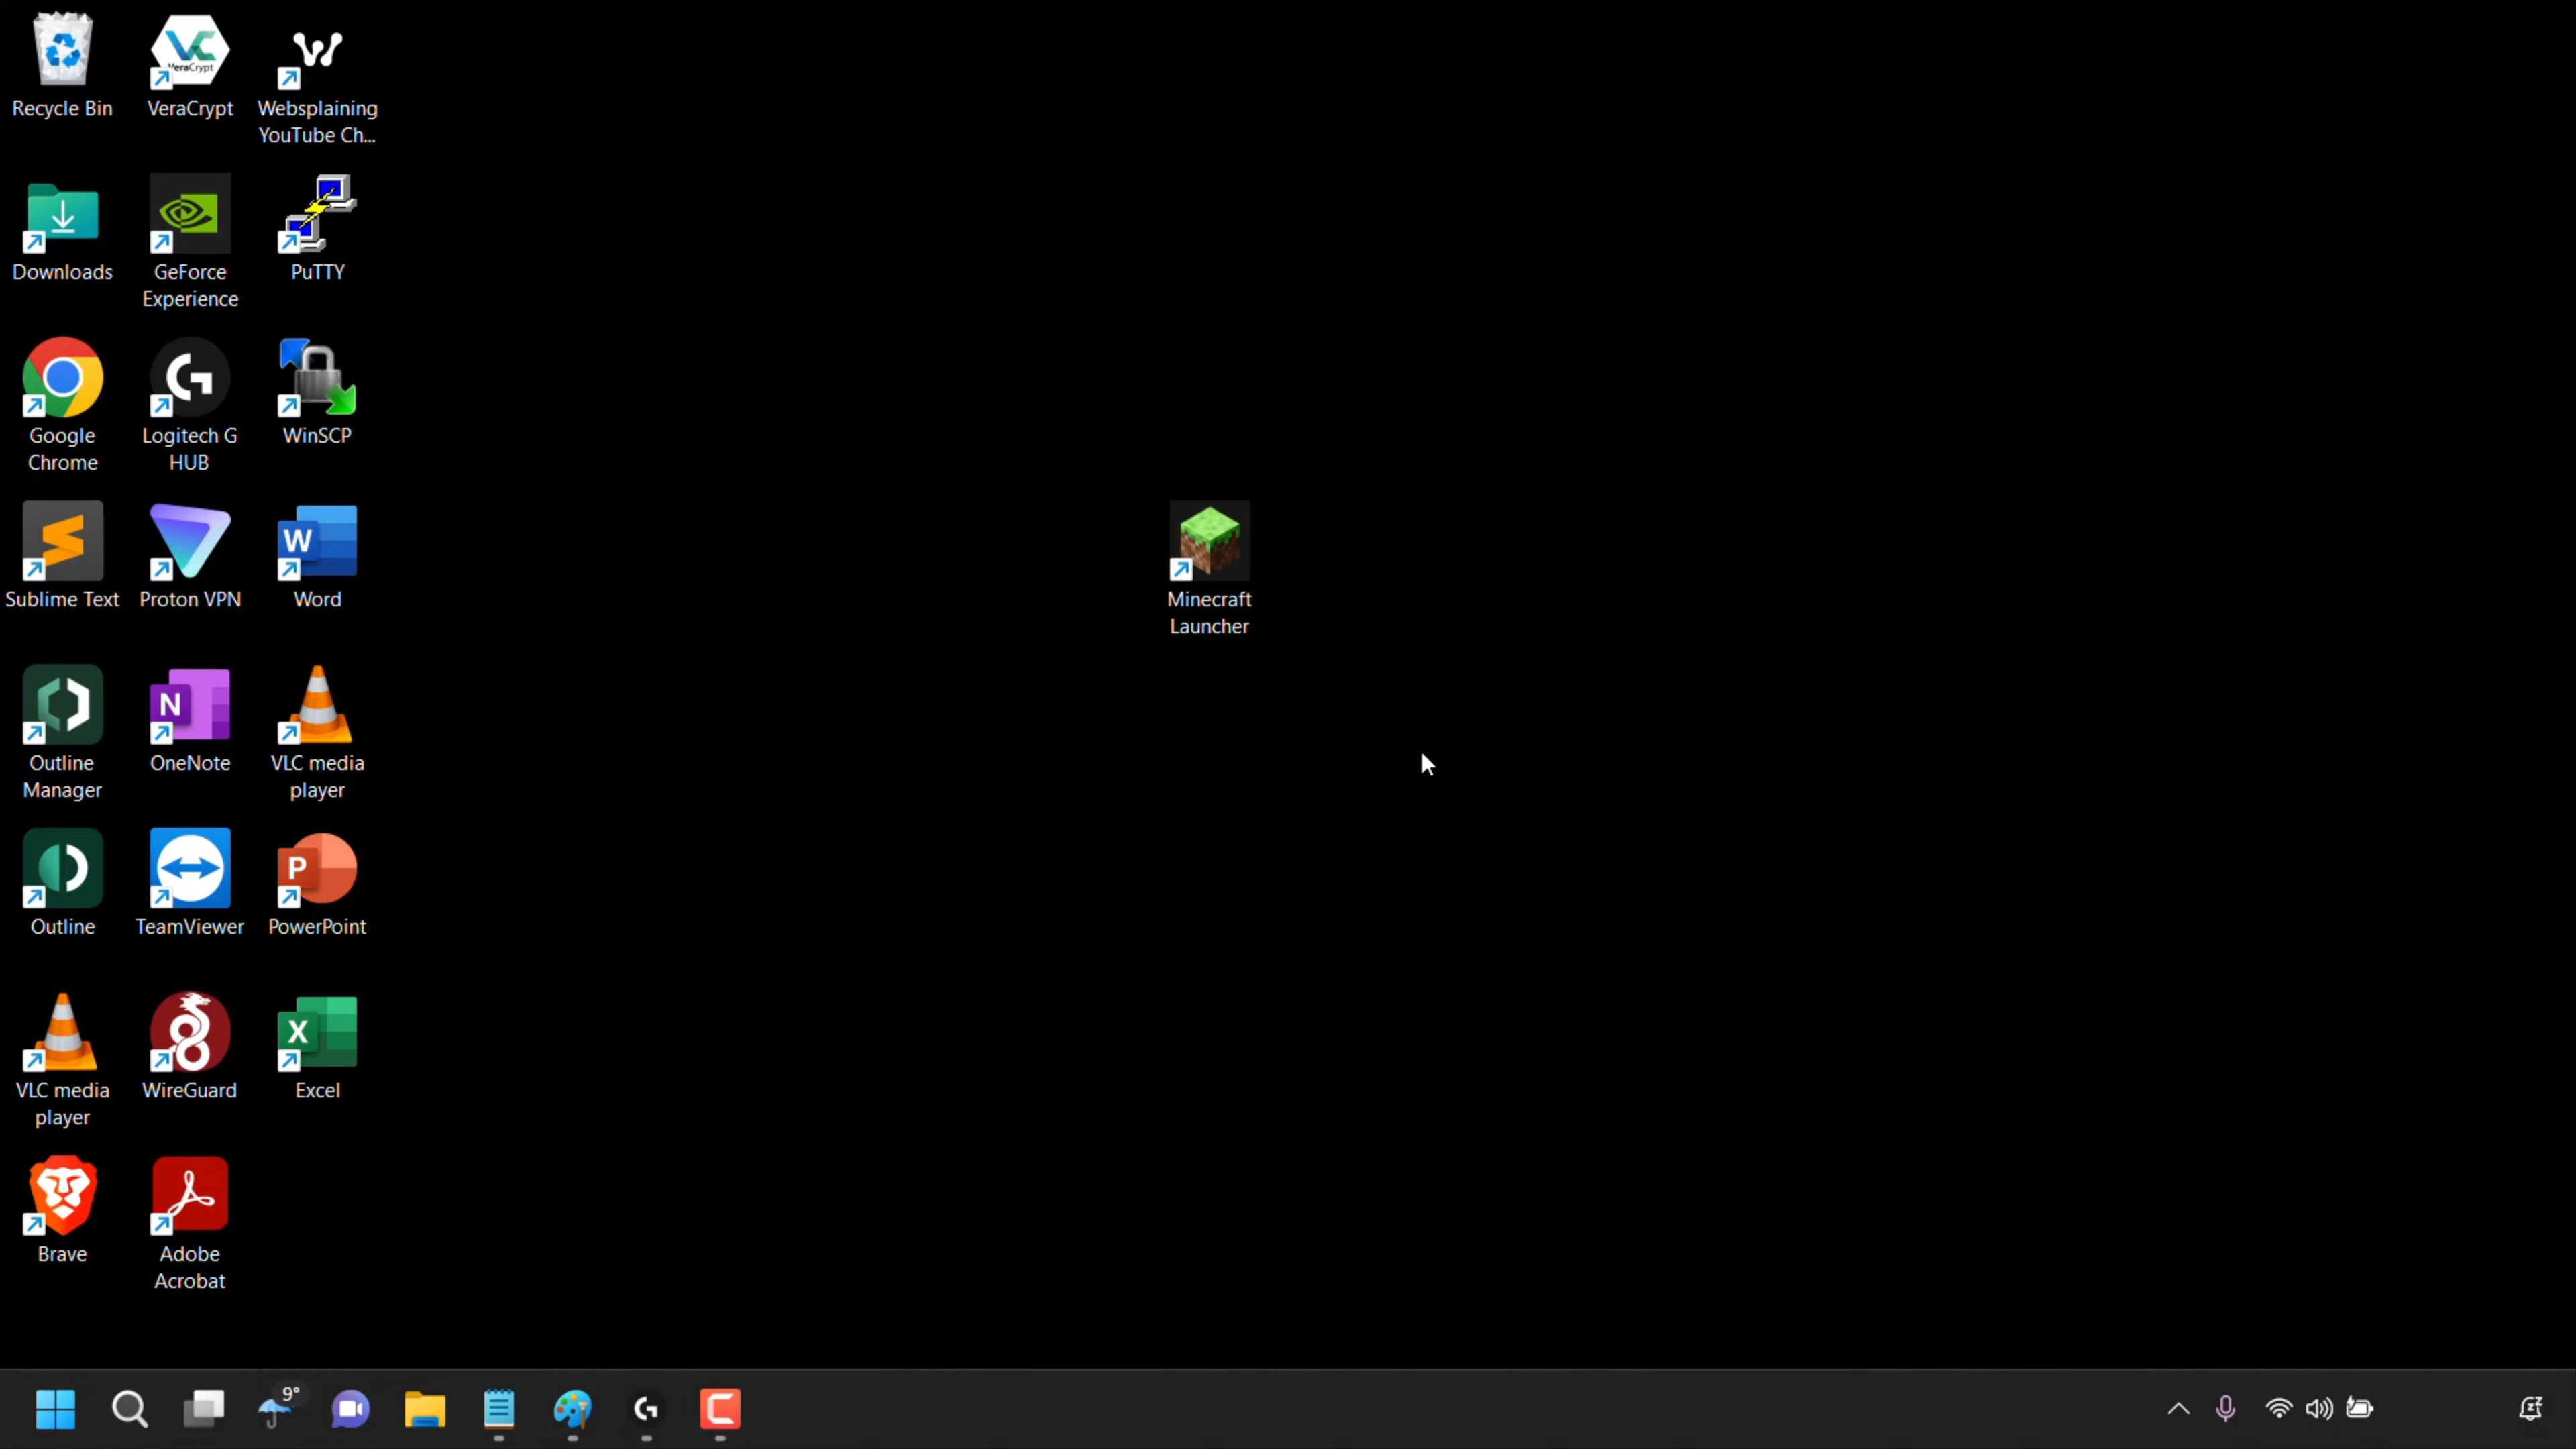 Recycle Bin
VeraCrypt
VeraCrypt
Websplaining
YouTube Ch...
Downloads
GeForce
Experience
PuTTY
Google
Chrome
Logitech G
HUB
WinSCP
Sublime Text
Proton VPN
W
Word
Minecraft
Launcher
Outline
Manager
N
OneNote
VLC media
player
Outline
TeamViewer
P
PowerPoint
VLC media
player
WireGuard
X
Excel
Brave
Adobe
Acrobat
9°